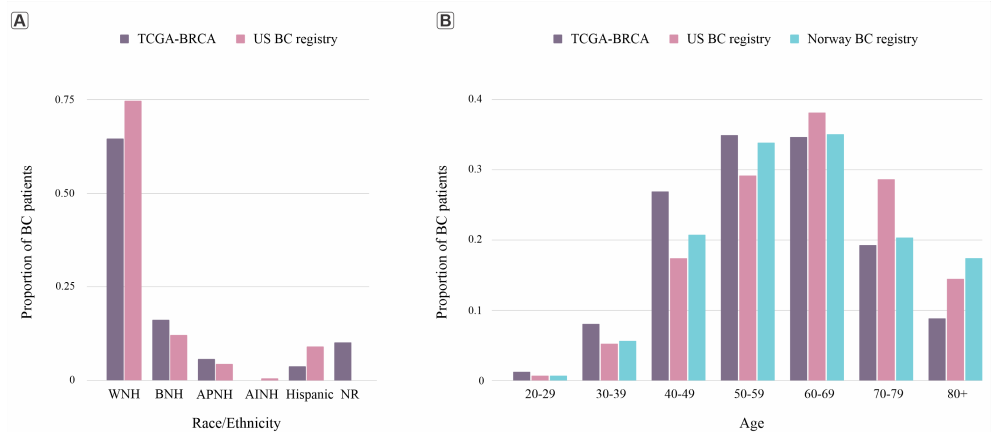 A
TCGA-BRCA US BC registry
Proportion of BC patients
0.75
0.50
0.25
0
WNH BNH APNH AINH Hispanic NR
Race/Ethnicity
B
TCGA-BRCA US BC registry Norway BC registry
Proportion of BC patients
0.4
0.3
0.2
0.1
0
20-29 30-39 40-49 50-59 60-69 70-79 80+
Age